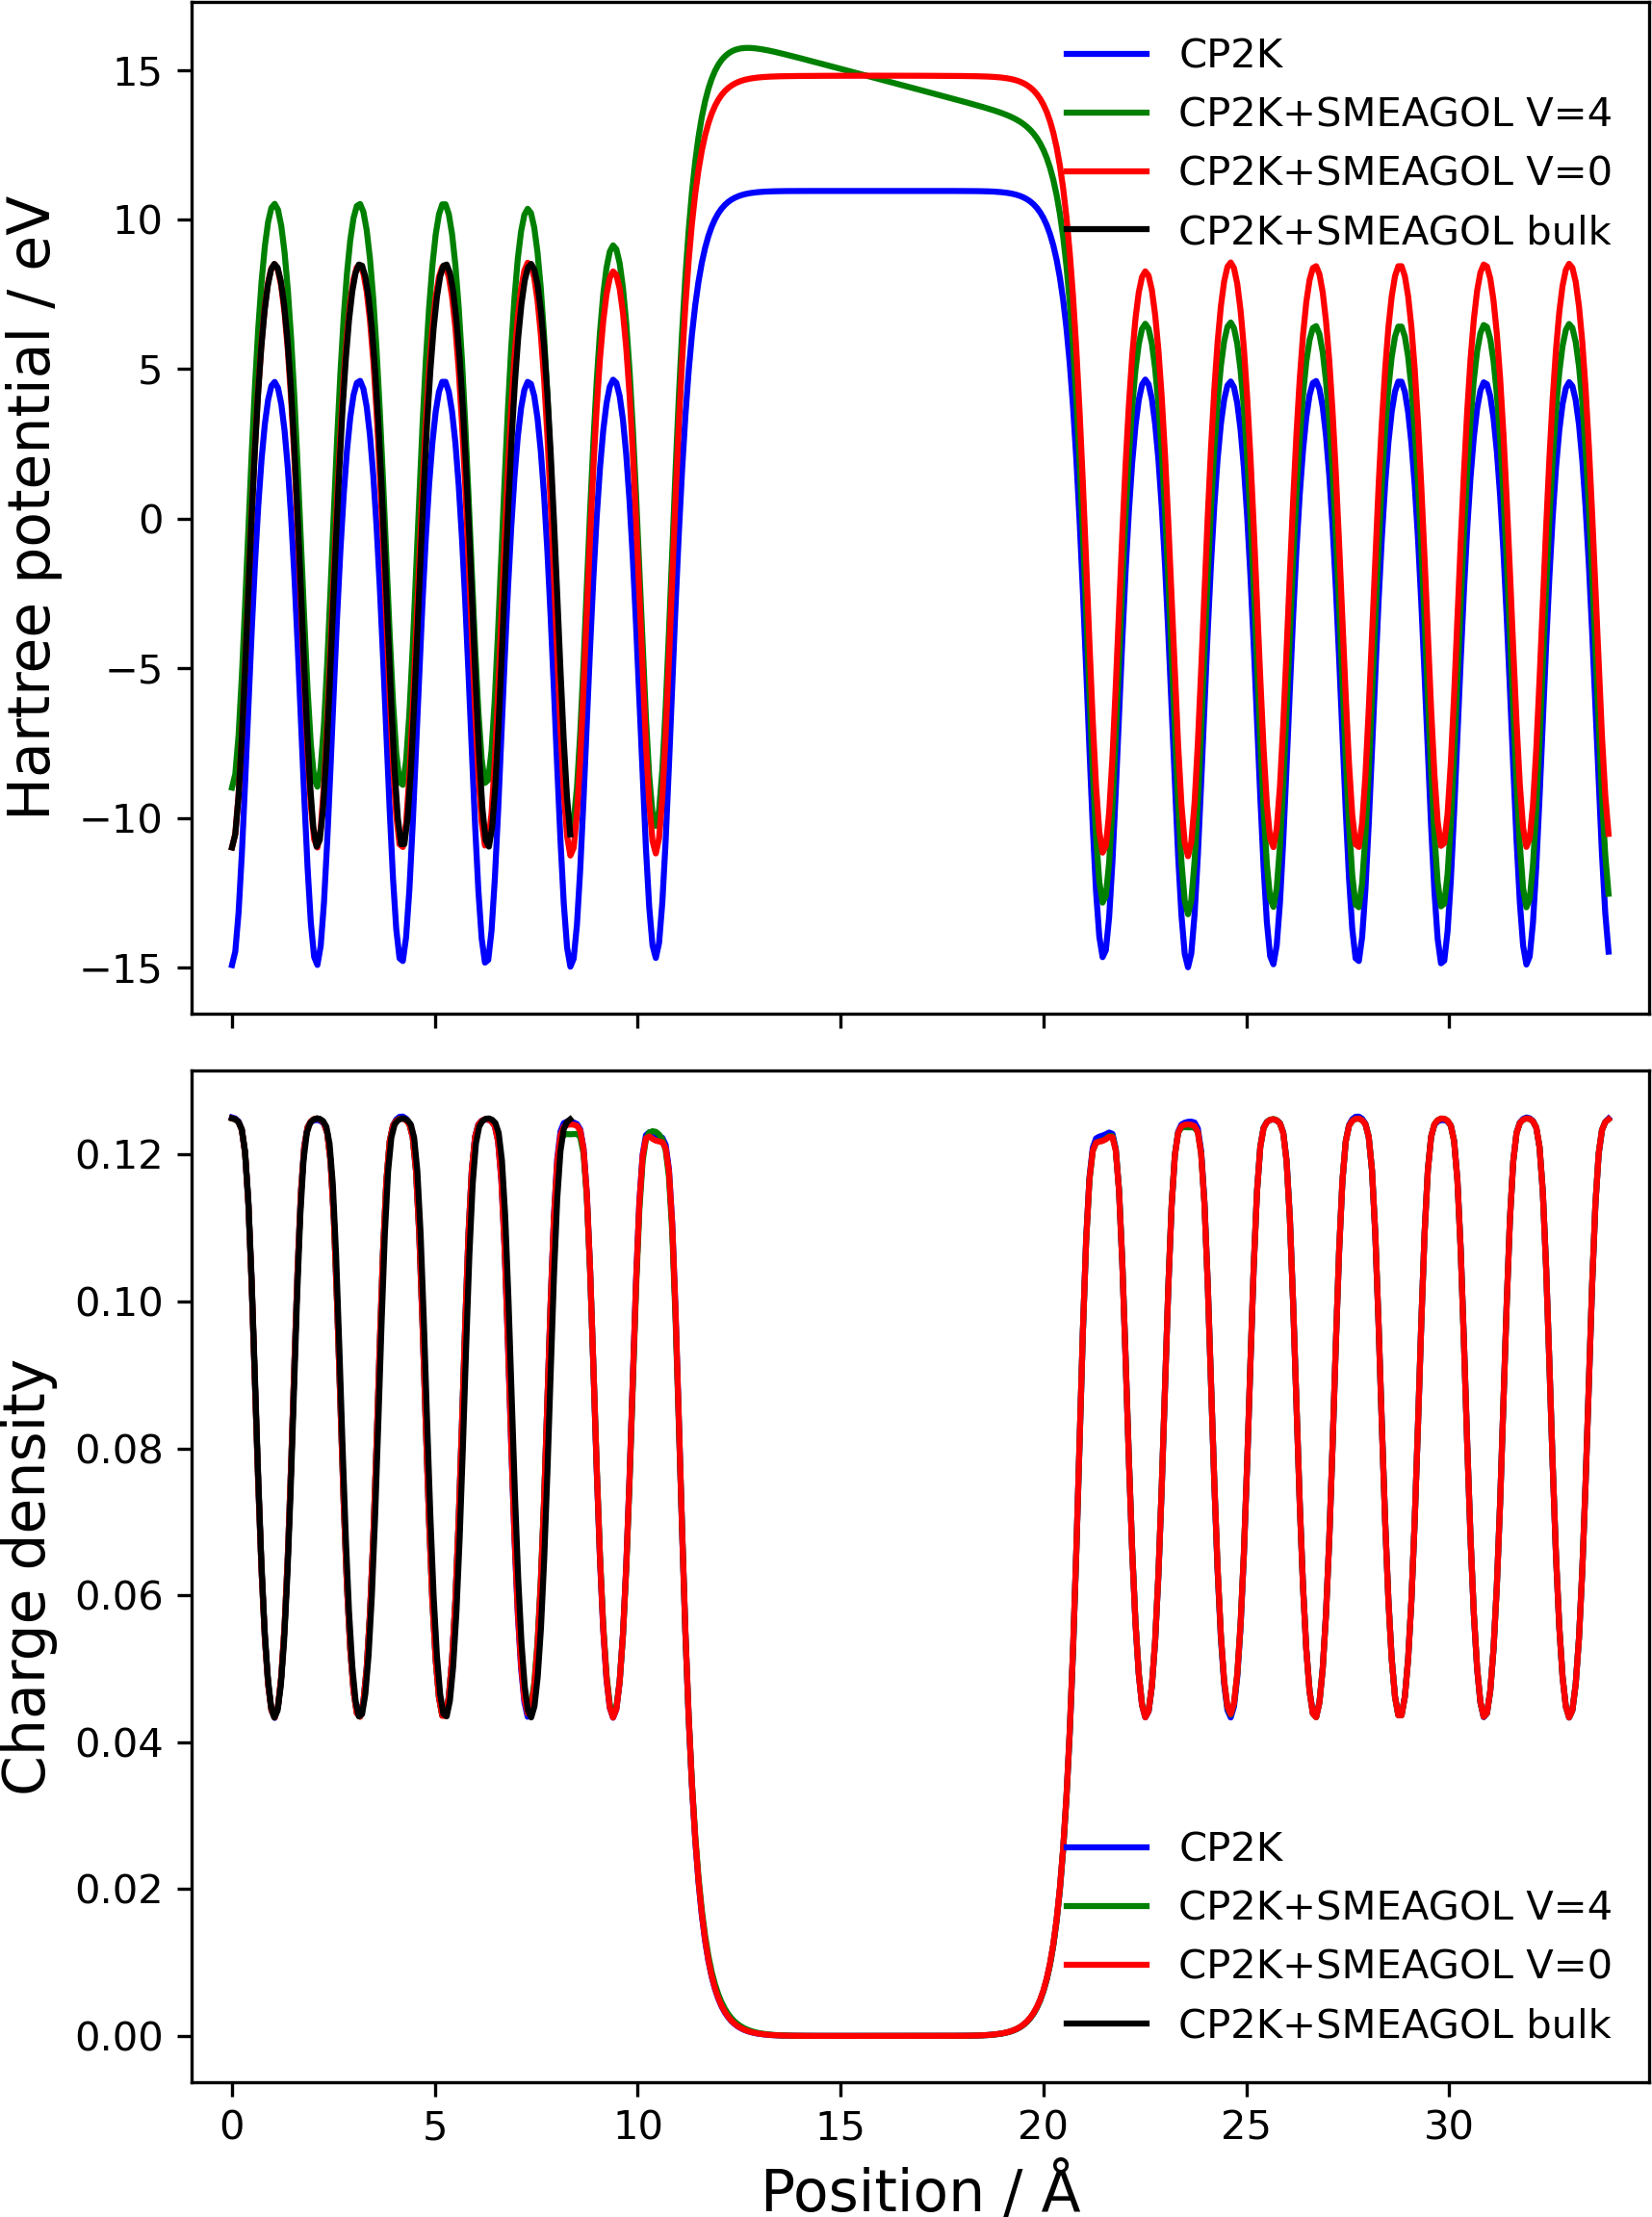 Hartree potential / eV
15
10
5
0
−5
−10
−15
CP2K
CP2K+SMEAGOL V=4
CP2K+SMEAGOL V=0
CP2K+SMEAGOL bulk
Charge density
0.12
0.10
0.08
0.06
0.04
0.02
0.00
CP2K
CP2K+SMEAGOL V=4
CP2K+SMEAGOL V=0
CP2K+SMEAGOL bulk
0 5 10 15 20 25 30
Position / Å